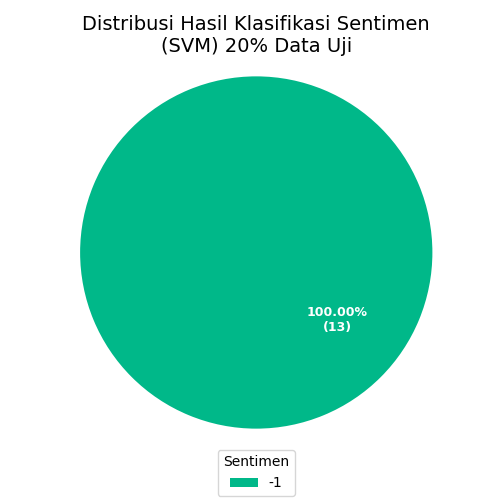 Distribusi Hasil Klasifikasi Sentimen
(SVM) 20% Data Uji
100.00%
(13)
Sentimen
-1